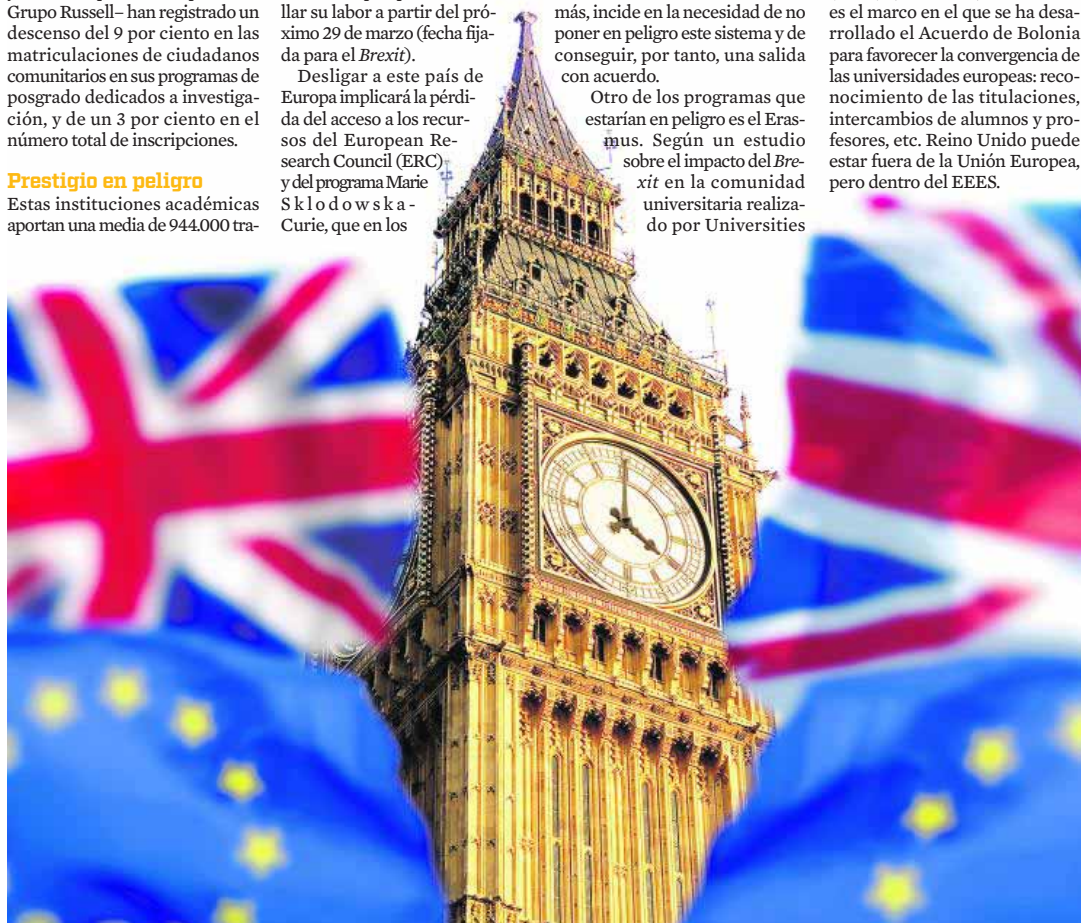 Grupo Russell– han registrado un
descenso del 9 por ciento en las
matriculaciones de ciudadanos
comunitarios en sus programas de
posgrado dedicados a investiga-
ción, y de un 3 por ciento en el
número total de inscripciones.
Prestigio en peligro
Estas instituciones académicas
aportan una media de 944.000 tra-
llar su labor a partir del pró-
ximo 29 de marzo (fecha fija-
da para el Brexit).
Desligar a este país de
Europa implicará la pérdi-
da del acceso a los recur-
sos del European Re-
search Council (ERC)
y del programa Marie
Sklodowska-
Curie, que en los
más, incide en la necesidad de no
poner en peligro este sistema y de
conseguir, por tanto, una salida
con acuerdo.
Otro de los programas que
estarían en peligro es el Eras-
mus. Según un estudio
sobre el impacto del Bre-
xit en la comunidad
universitaria realiza-
do por Universities
es el marco en el que se ha desa-
rrollado el Acuerdo de Bolonia
para favorecer la convergencia de
las universidades europeas: reco-
nocimiento de las titulaciones,
intercambios de alumnos y pro-
fesores, etc. Reino Unido puede
estar fuera de la Unión Europea,
pero dentro del EEES.